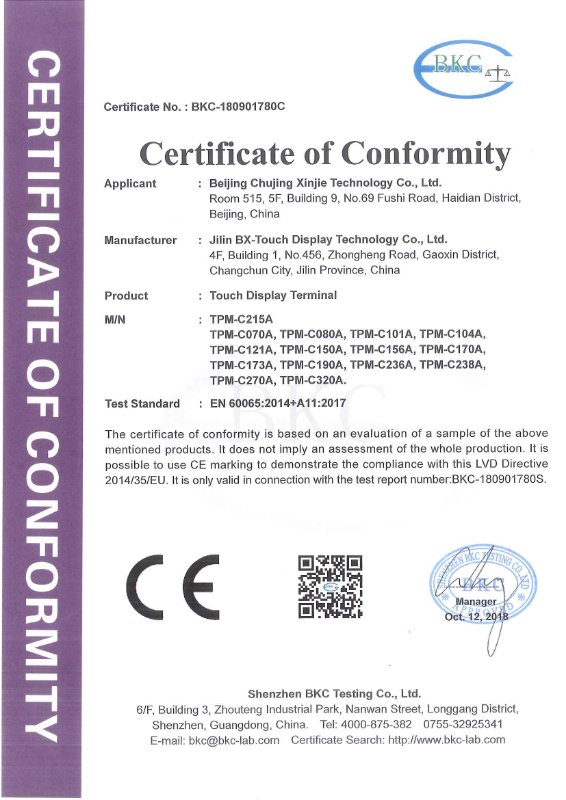 CERTIFICATE OF CONFORMITY
BKC
Certificate No. : BKC-180901780C
Certificate of Conformity
Applicant : Beijing Chujing Xinjie Technology Co., Ltd.
Room 515, 5F, Building 9, No.69 Fushi Road, Haidian District,
Beijing, China
Manufacturer : Jilin BX-Touch Display Technology Co., Ltd.
4F, Building 1, No.456, Zhongheng Road, Gaoxin District,
Changchun City, Jilin Province, China
Product : Touch Display Terminal
M/N : TPM-C215A
TPM-C070A, TPM-C080A, TPM-C101A, TPM-C104A,
TPM-C121A, TPM-C150A, TPM-C156A, TPM-C170A,
TPM-C173A, TPM-C190A, TPM-C236A, TPM-C238A,
TPM-C270A, TPM-C320A.
Test Standard : EN 60065:2014+A11:2017
BKC
The certificate of conformity is based on an evaluation of a sample of the above
mentioned products. It does not imply an assessment of the whole production. It is
possible to use CE marking to demonstrate the compliance with this LVD Directive
2014/35/EU. It is only valid in connection with the test report number:BKC-180901780S.
CE
SHENZHEN BKC TESTING CO.,LTD
BKC
APPROVED
Manager
Oct. 12, 2018
Shenzhen BKC Testing Co., Ltd.
6/F, Building 3, Zhouteng Industrial Park, Nanwan Street, Longgang District,
Shenzhen, Guangdong, China. Tel: 4000-875-382 0755-32925341
E-mail: bkc@bkc-lab.com Certificate Search: http://www.bkc-lab.com